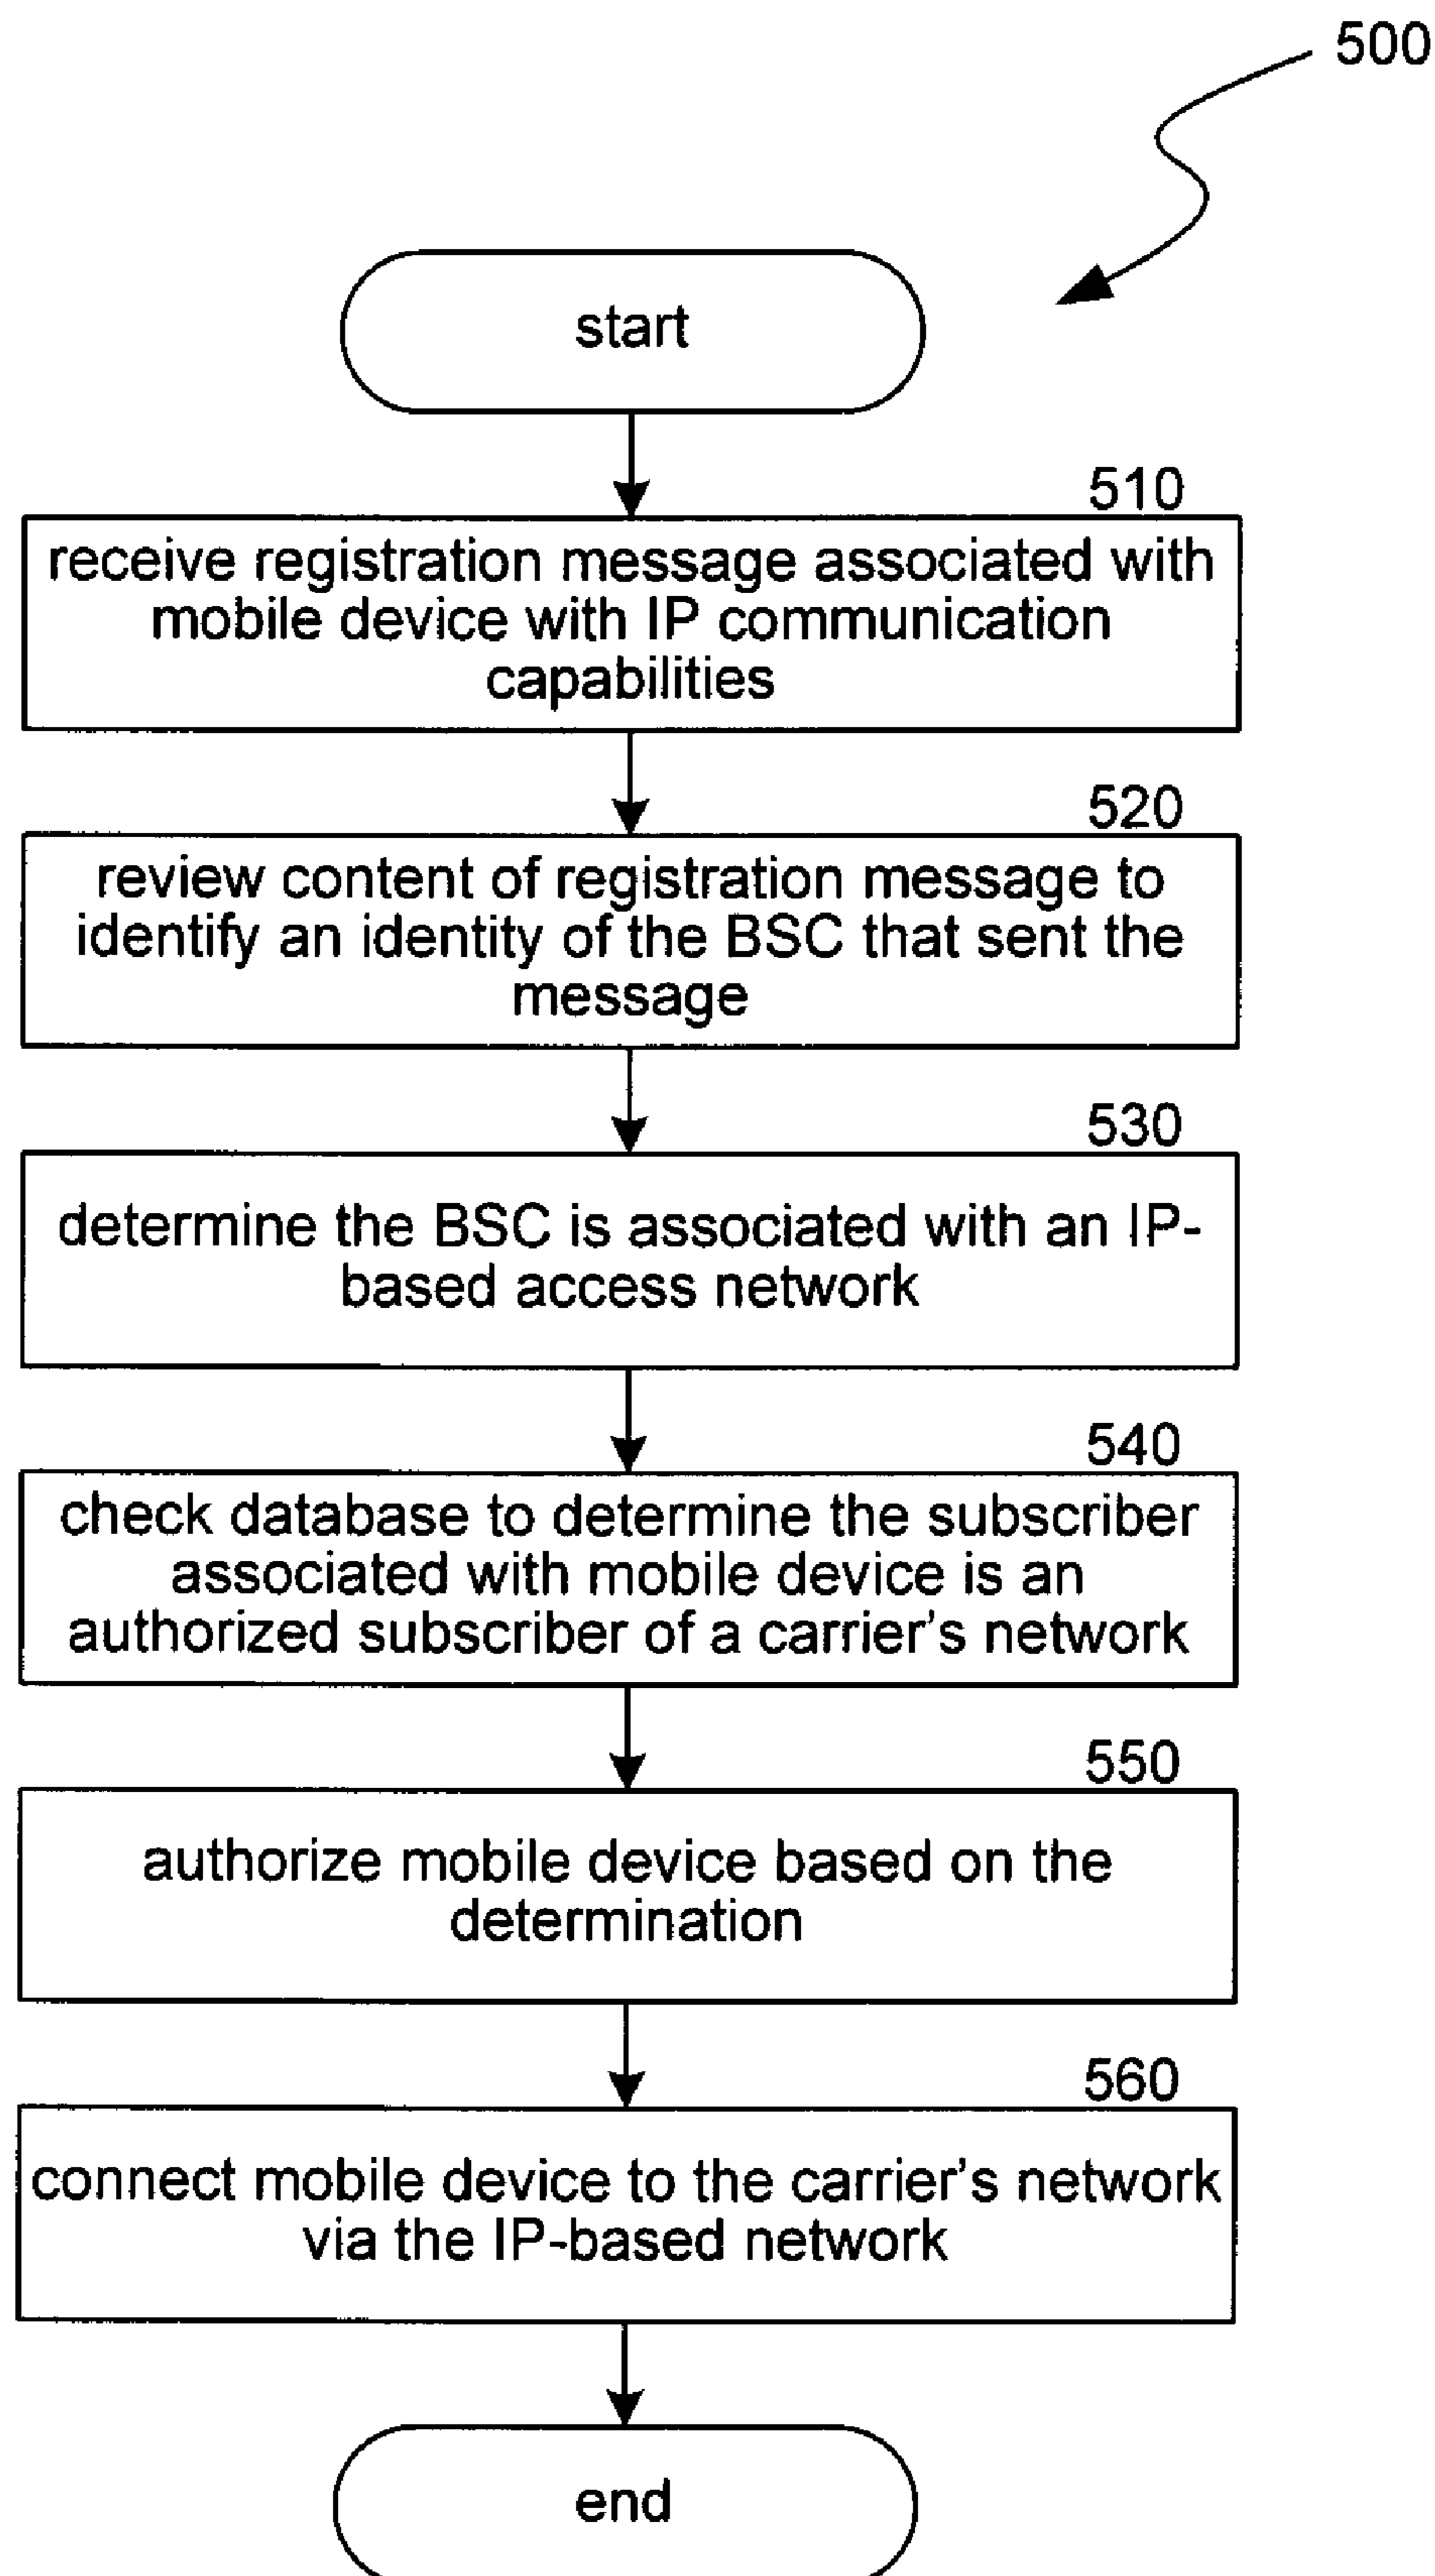 500
start
510
receive registration message associated with
mobile device with IP communication
capabilities
520
review content of registration message to
identify an identity of the BSC that sent the
message
530
determine the BSC is associated with an IP-
based access network
540
check database to determine the subscriber
associated with mobile device is an
authorized subscriber of a carrier's network
550
authorize mobile device based on the
determination
560
connect mobile device to the carrier's network
via the IP-based network
end